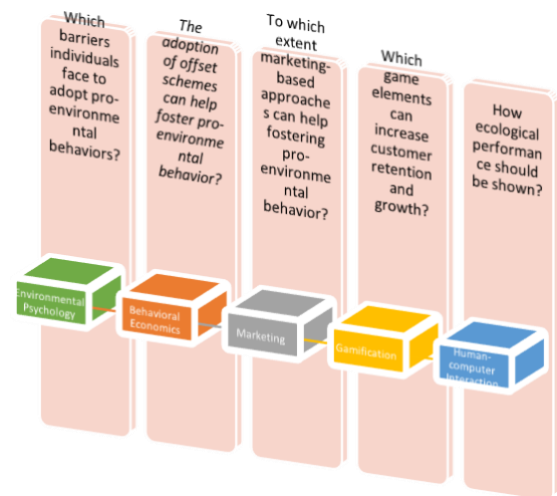 Which
barriers
individuals
face to
adopt pro-
environme
ntal
behaviors?
The
adoption
of offset
schemes
can help
foster pro-
environme
ntal
behavior?
To which
extent
marketing-
based
approache
s can help
fostering
pro-
environme
ntal
behavior?
Which
game
elements
can
increase
customer
retention
and
growth?
How
ecological
performan
ce should
be shown?
Environmental
Psychology
Behavioral
Economics
Marketing
Gamification
Human-
computer
Interaction